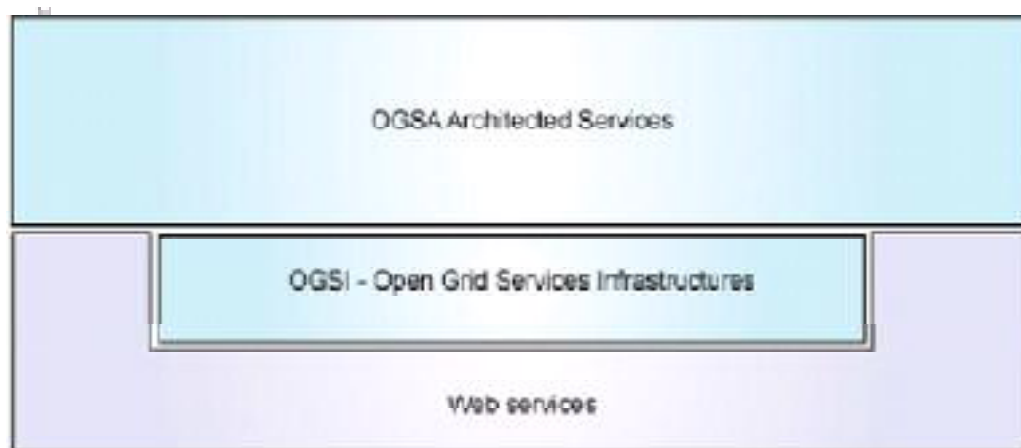 OGSA Architected Services
OGSI - Open Grid Services Infrastructures
Web services